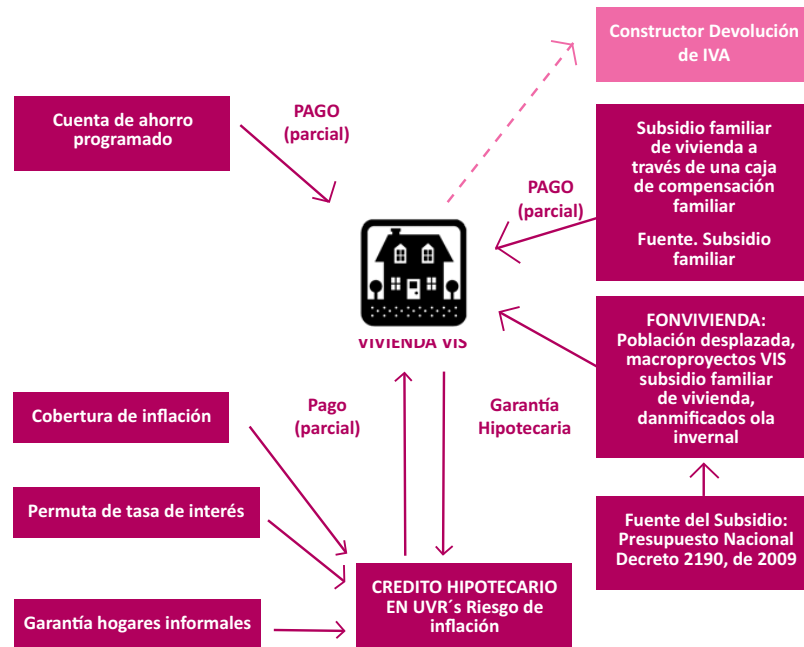 Constructor Devolución
de IVA
Cuenta de ahorro
programado
PAGO
(parcial)
Subsidio familiar
de vivienda a
través de una caja
de compensación
familiar
Fuente. Subsidio
familiar
PAGO
(parcial)
VIVIENDA VIS
FONVIVIENDA:
Población desplazada,
macroproyectos VIS
subsidio familiar
de vivienda,
danmificados ola
invernal
Cobertura de inflación
Pago
(parcial)
Garantía
Hipotecaria
Permuta de tasa de interés
Fuente del Subsidio:
Presupuesto Nacional
Decreto 2190, de 2009
Garantía hogares informales
CREDITO HIPOTECARIO
EN UVR´s Riesgo de
inflación